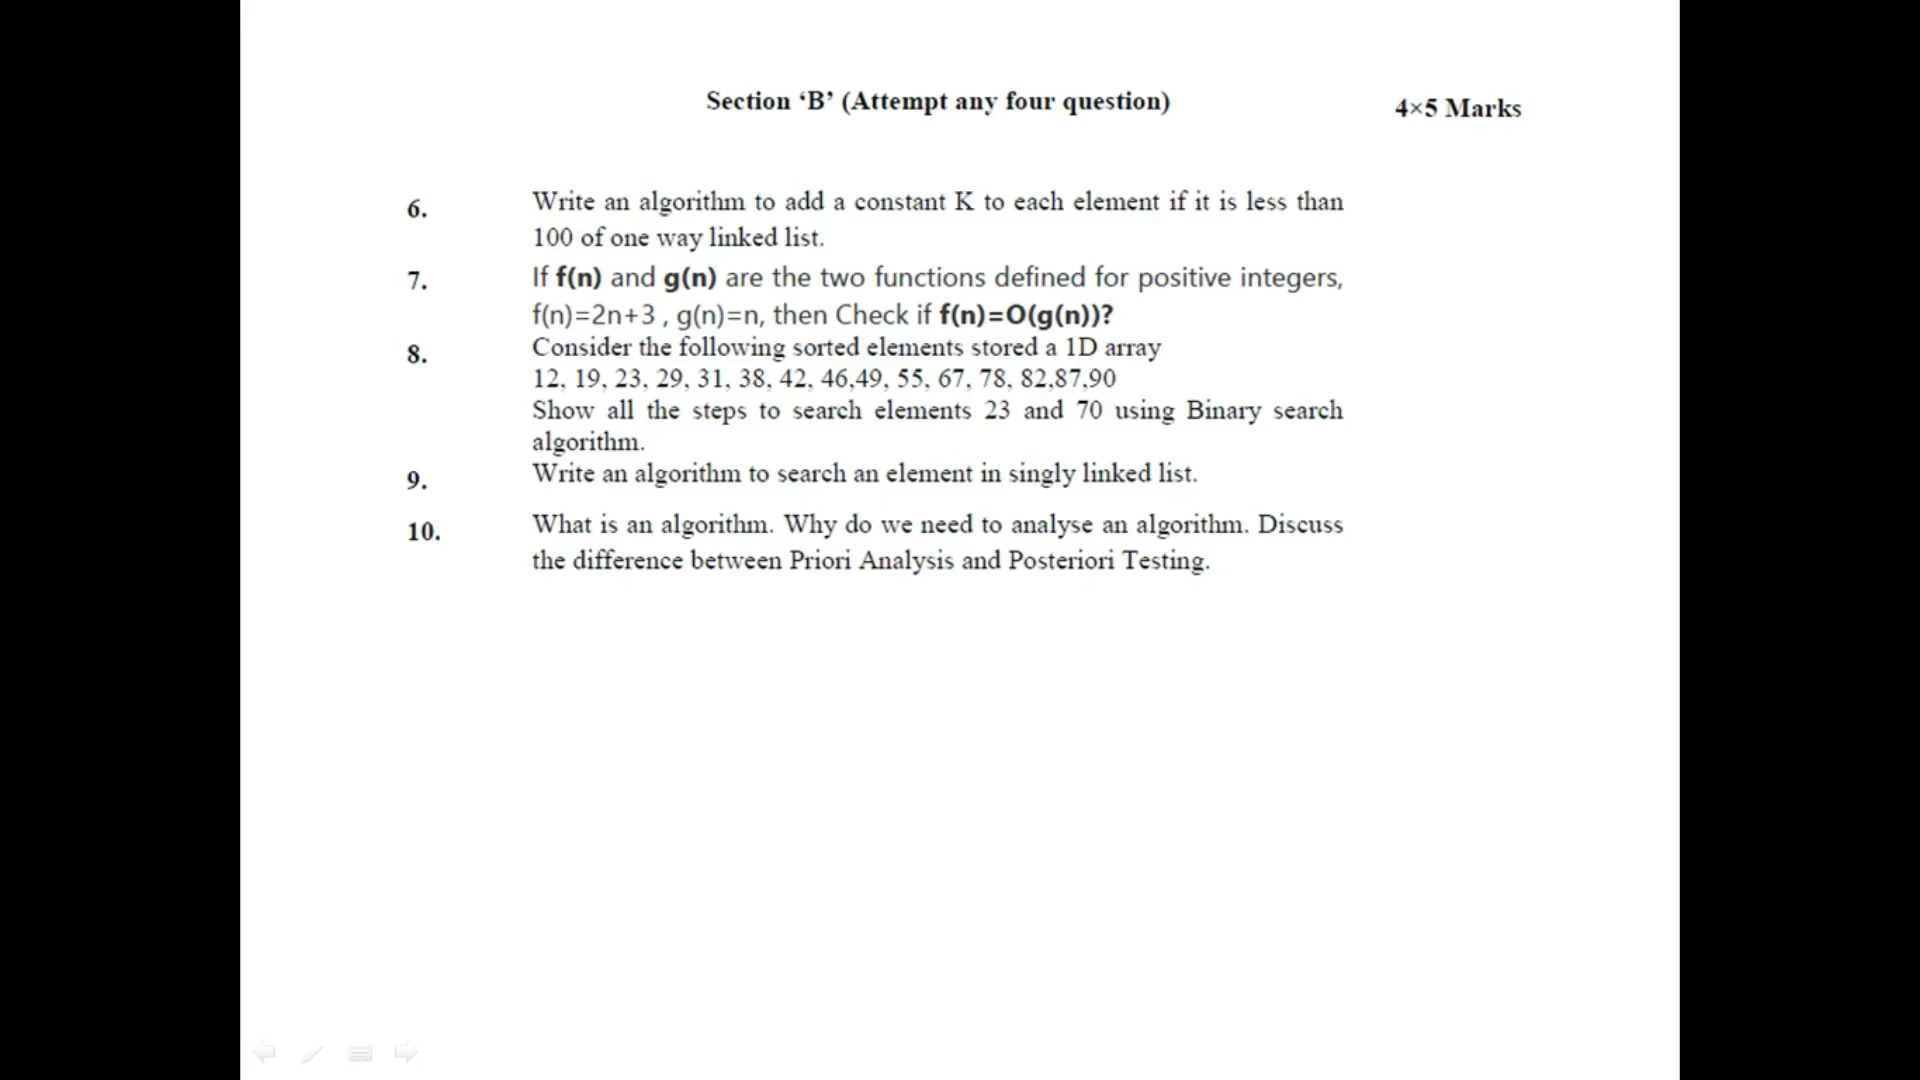 Section ‘B’ (Attempt any four question)
4×5 Marks
6.
Write an algorithm to add a constant K to each element if it is less than
100 of one way linked list.
7.
If f(n) and g(n) are the two functions defined for positive integers,
f(n)=2n+3 , g(n)=n, then Check if f(n)=O(g(n))?
8.
Consider the following sorted elements stored a 1D array
12, 19, 23, 29, 31, 38, 42, 46,49, 55, 67, 78, 82,87,90
Show all the steps to search elements 23 and 70 using Binary search
algorithm.
9.
Write an algorithm to search an element in singly linked list.
10.
What is an algorithm. Why do we need to analyse an algorithm. Discuss
the difference between Priori Analysis and Posteriori Testing.